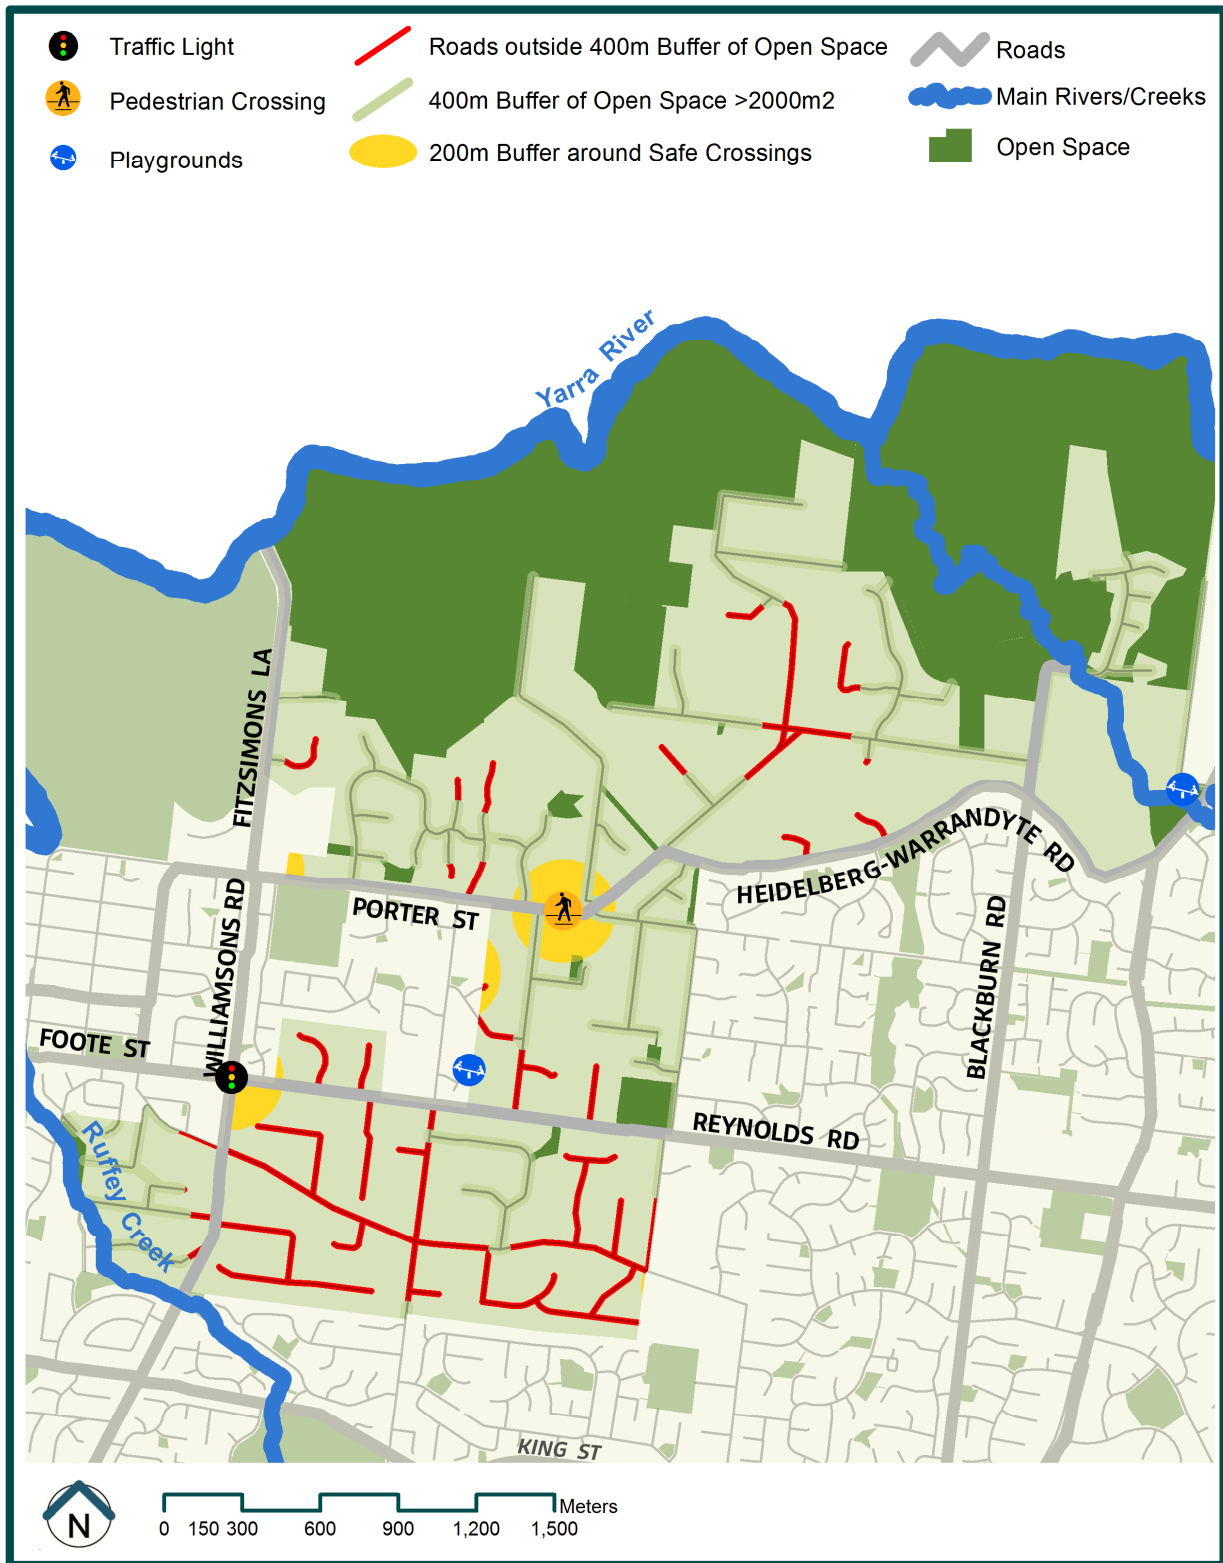 Traffic Light
Roads outside 400m Buffer of Open Space
Roads
Pedestrian Crossing
400m Buffer of Open Space >2000m2
Main Rivers/Creeks
Playgrounds
200m Buffer around Safe Crossings
Open Space
Yarra River
FITZSIMONS LA
HEIDELBERG-WARRANDYTE RD
PORTER ST
WILLIAMSONS RD
BLACKBURN RD
FOOTE ST
REYNOLDS RD
Ruffey Creek
KING ST
N
Meters
0 150 300 600 900 1,200 1,500